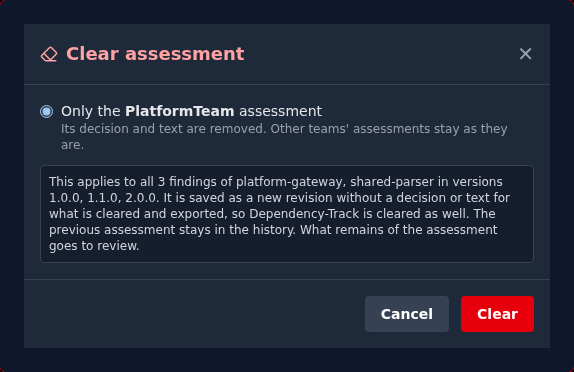 Clear assessment
Only the PlatformTeam assessment
Its decision and text are removed. Other teams' assessments stay as they
are.
This applies to all 3 findings of platform-gateway, shared-parser in versions
1.0.0, 1.1.0, 2.0.0. It is saved as a new revision without a decision or text for
what is cleared and exported, so Dependency-Track is cleared as well. The
previous assessment stays in the history. What remains of the assessment
goes to review.
Cancel
Clear